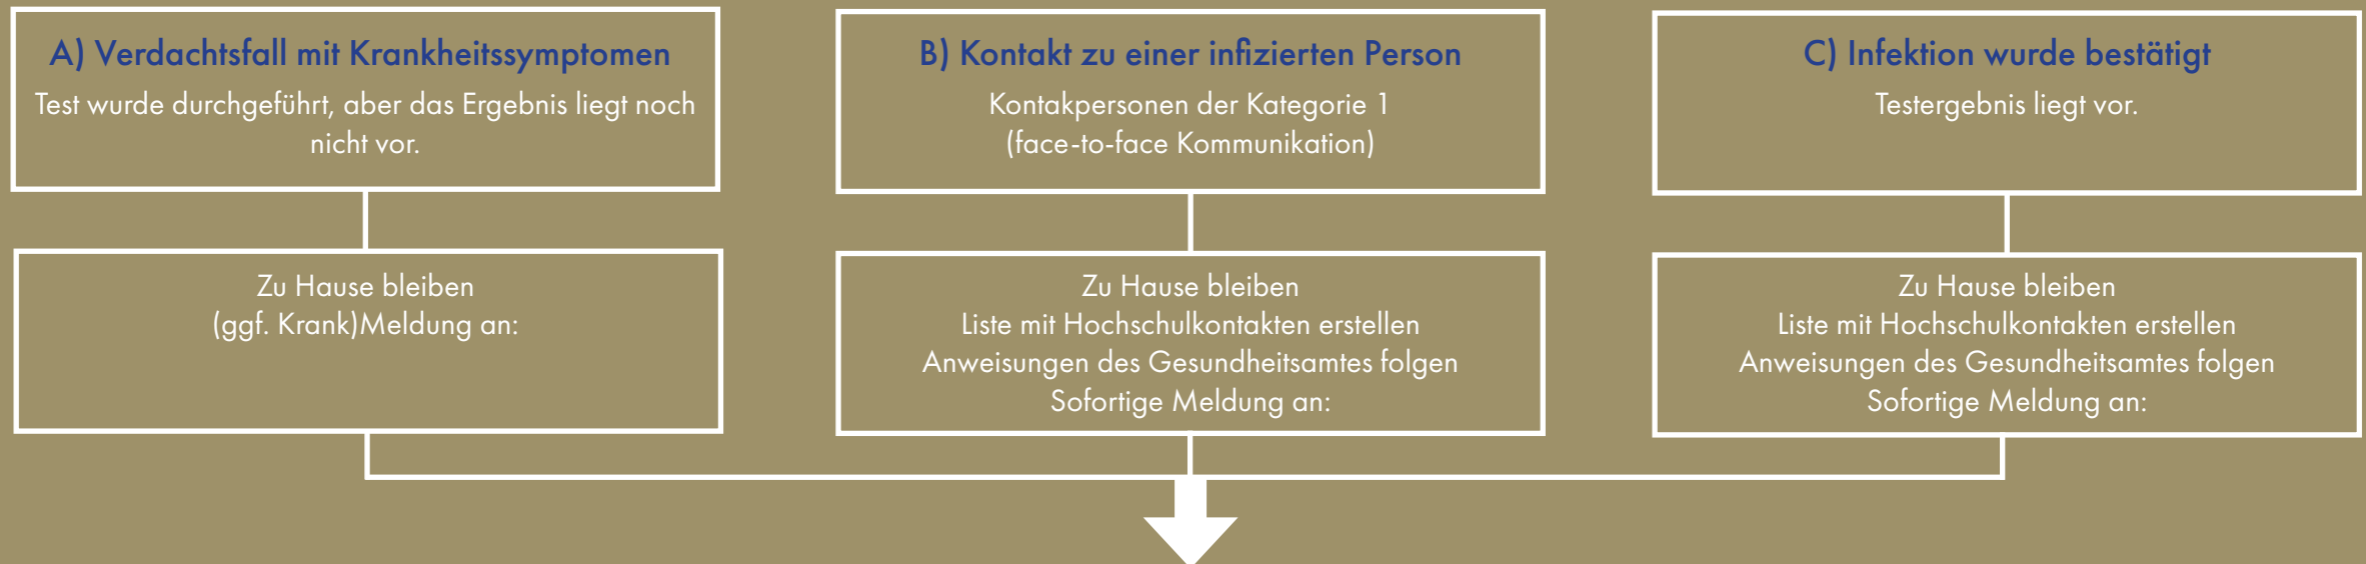 A) Verdachtsfall mit Krankheitssymptomen
Test wurde durchgeführt, aber das Ergebnis liegt noch
nicht vor.
Zu Hause bleiben
(ggf. Krank)Meldung an:
B) Kontakt zu einer infizierten Person
Kontakpersonen der Kategorie 1
(face-to-face Kommunikation)
Zu Hause bleiben
Liste mit Hochschulkontakten erstellen
Anweisungen des Gesundheitsamtes folgen
Sofortige Meldung an:
C) Infektion wurde bestätigt
Testergebnis liegt vor.
Zu Hause bleiben
Liste mit Hochschulkontakten erstellen
Anweisungen des Gesundheitsamtes folgen
Sofortige Meldung an: